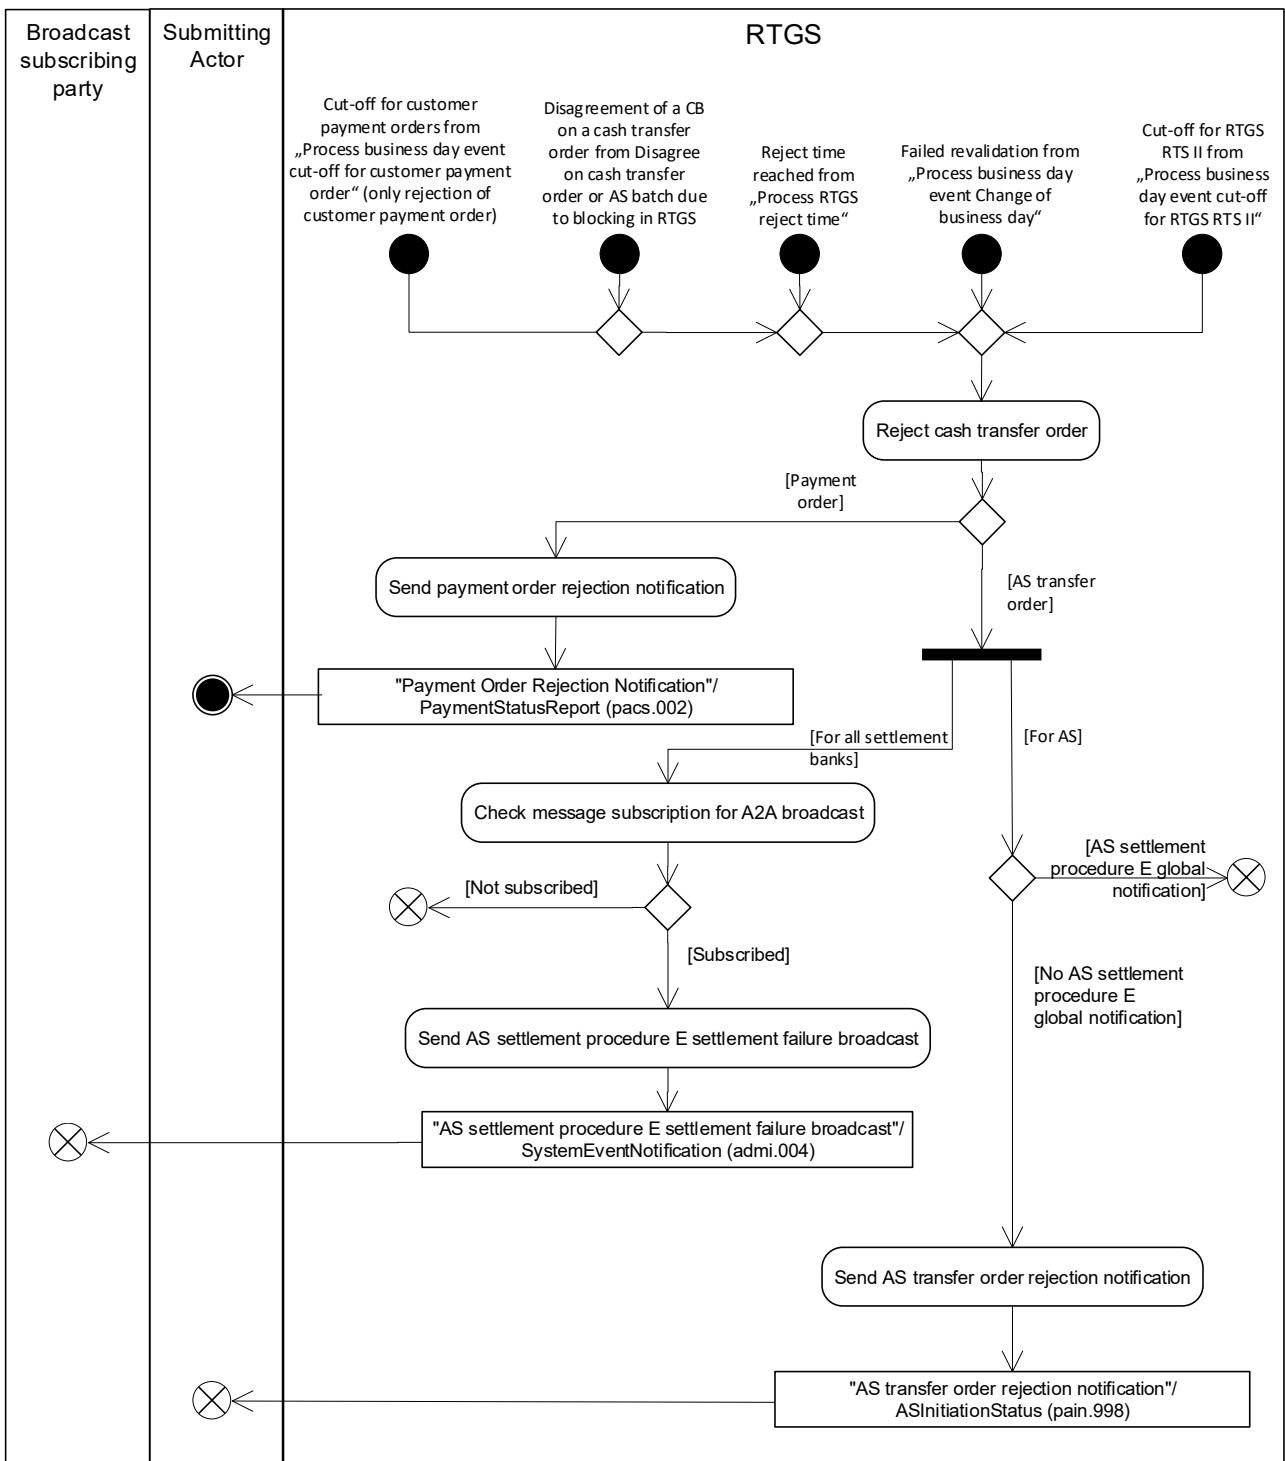 Broadcast
subscribing
party
Submitting
Actor
RTGS
Cut-off for customer
payment orders from
„Process business day event
cut-off for customer payment
order“ (only rejection of
customer payment order)
Disagreement of a CB
on a cash transfer
order from Disagree
on cash transfer
order or AS batch due
to blocking in RTGS
Reject time
reached from
„Process RTGS
reject time“
Failed revalidation from
„Process business day
event Change of
business day“
Cut-off for RTGS
RTS II from
„Process business
day event cut-off
for RTGS RTS II“
Reject cash transfer order
[Payment
order]
Send payment order rejection notification
[AS transfer
order]
"Payment Order Rejection Notification"/
PaymentStatusReport (pacs.002)
[For all settlement
banks]
[For AS]
Check message subscription for A2A broadcast
[AS settlement
procedure E global
notification]
[Not subscribed]
[Subscribed]
[No AS settlement
procedure E
global notification]
Send AS settlement procedure E settlement failure broadcast
"AS settlement procedure E settlement failure broadcast"/
SystemEventNotification (admi.004)
Send AS transfer order rejection notification
"AS transfer order rejection notification"/
ASInitiationStatus (pain.998)